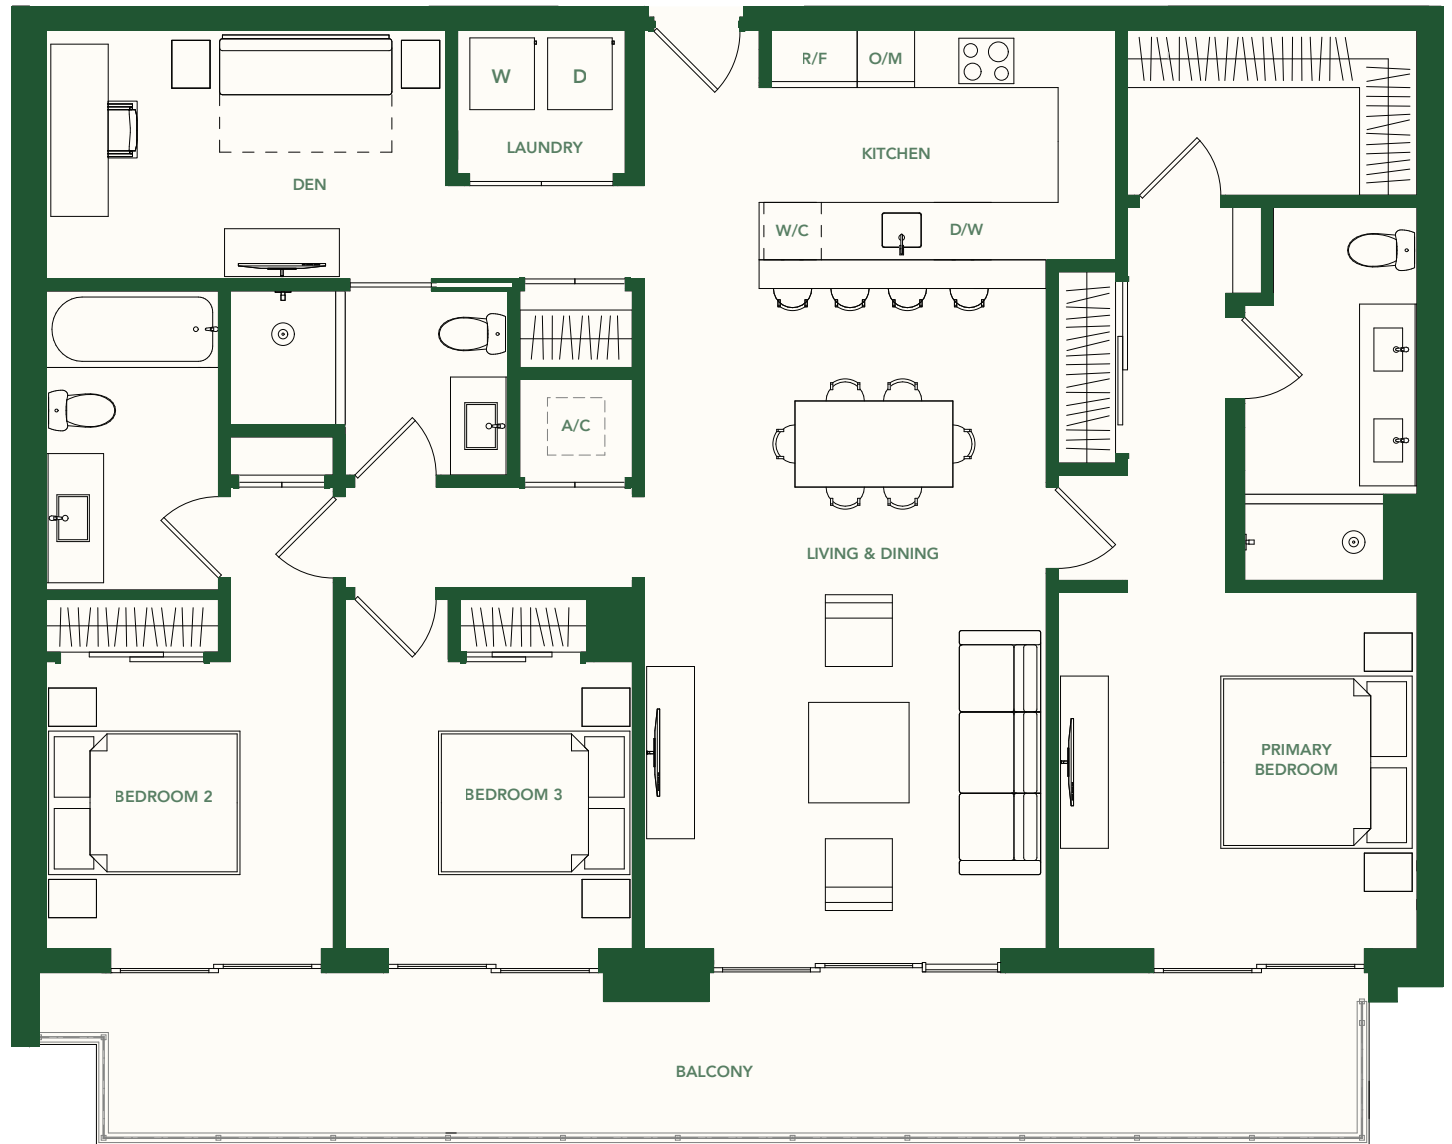 R/F
O/M
W
D
LAUNDRY
KITCHEN
DEN
W/C
D/W
A/C
LIVING & DINING
PRIMARY
BEDROOM
BEDROOM 2
BEDROOM 3
BALCONY